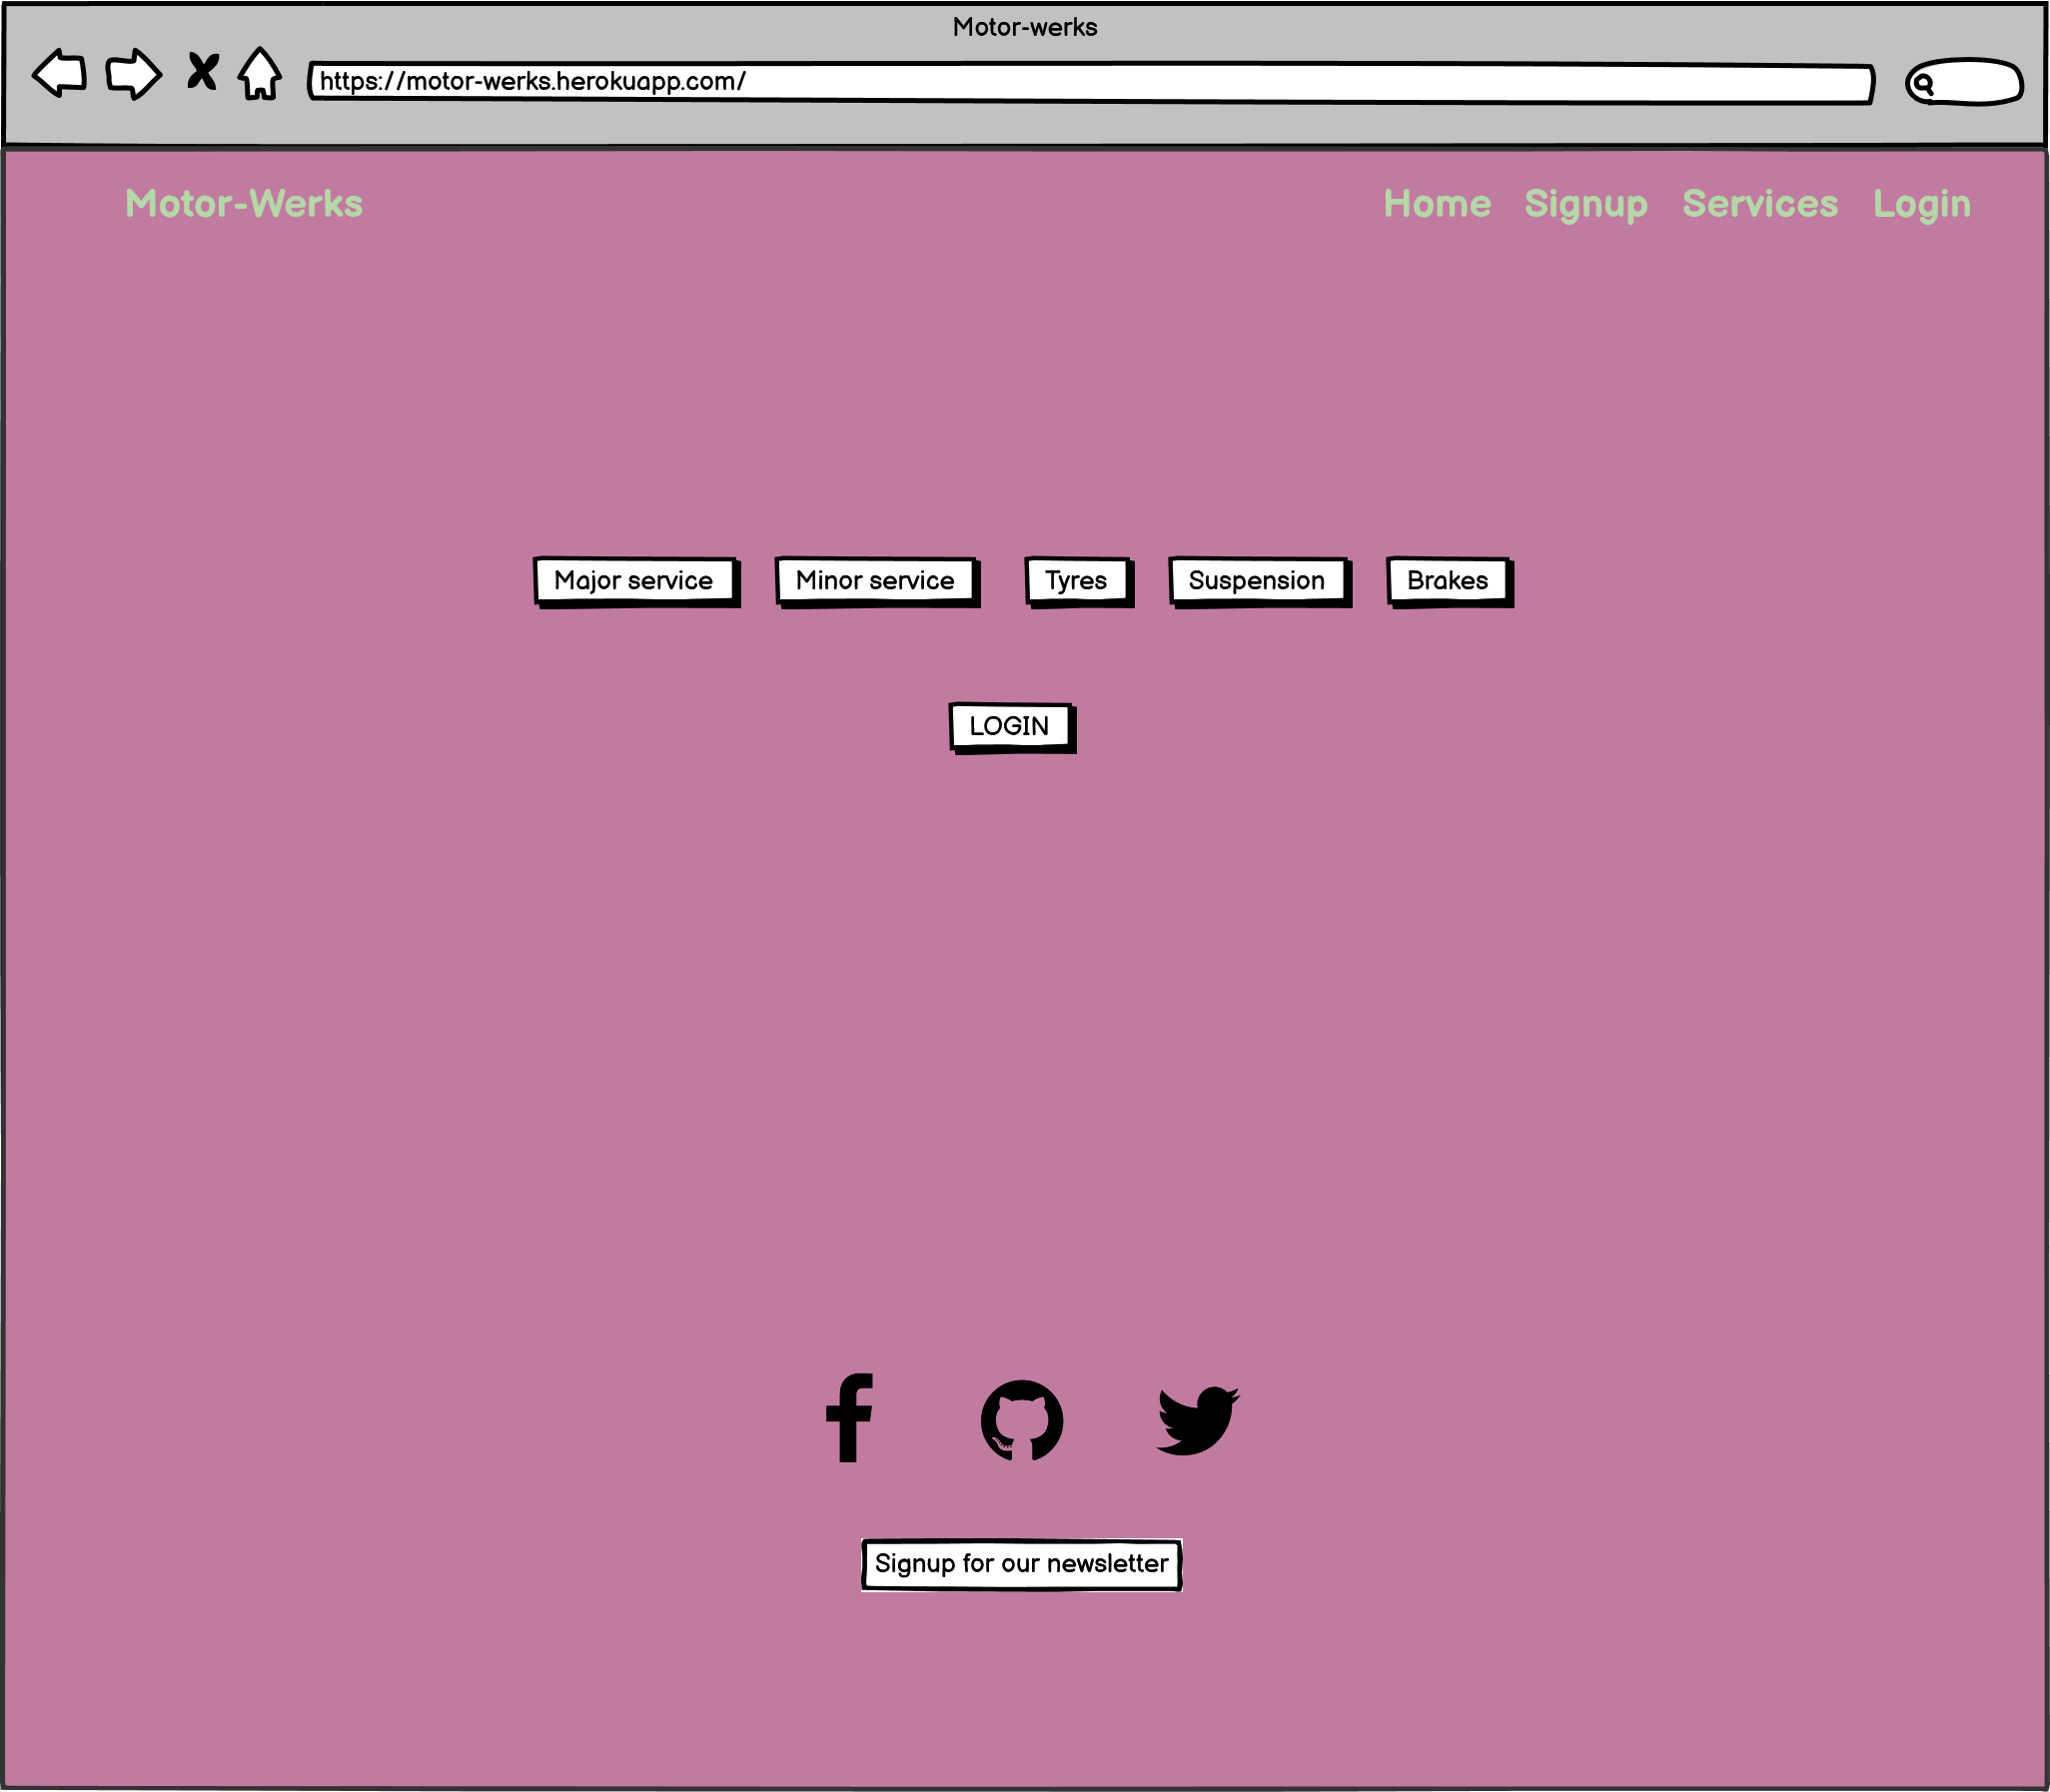 Motor-werks
https://motor-werks.herokuapp.com/
Motor-Werks Home Signup Services Login
Major service Minor service Tyres Suspension Brakes
LOGIN
Signup for our newsletter